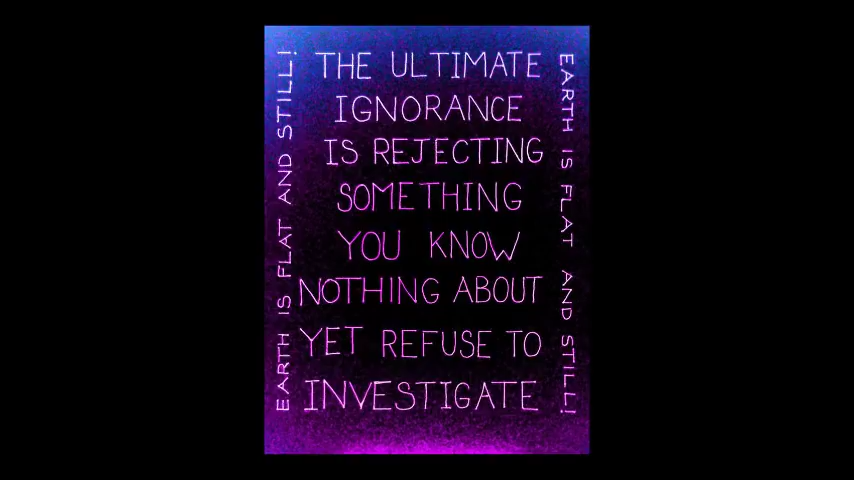 EARTH IS FLAT AND STILL!
THE ULTIMATE
IGNORANCE
IS REJECTING
SOMETHING
YOU KNOW
NOTHING ABOUT
YET REFUSE TO
INVESTIGATE
EARTH IS FLAT AND STILL!